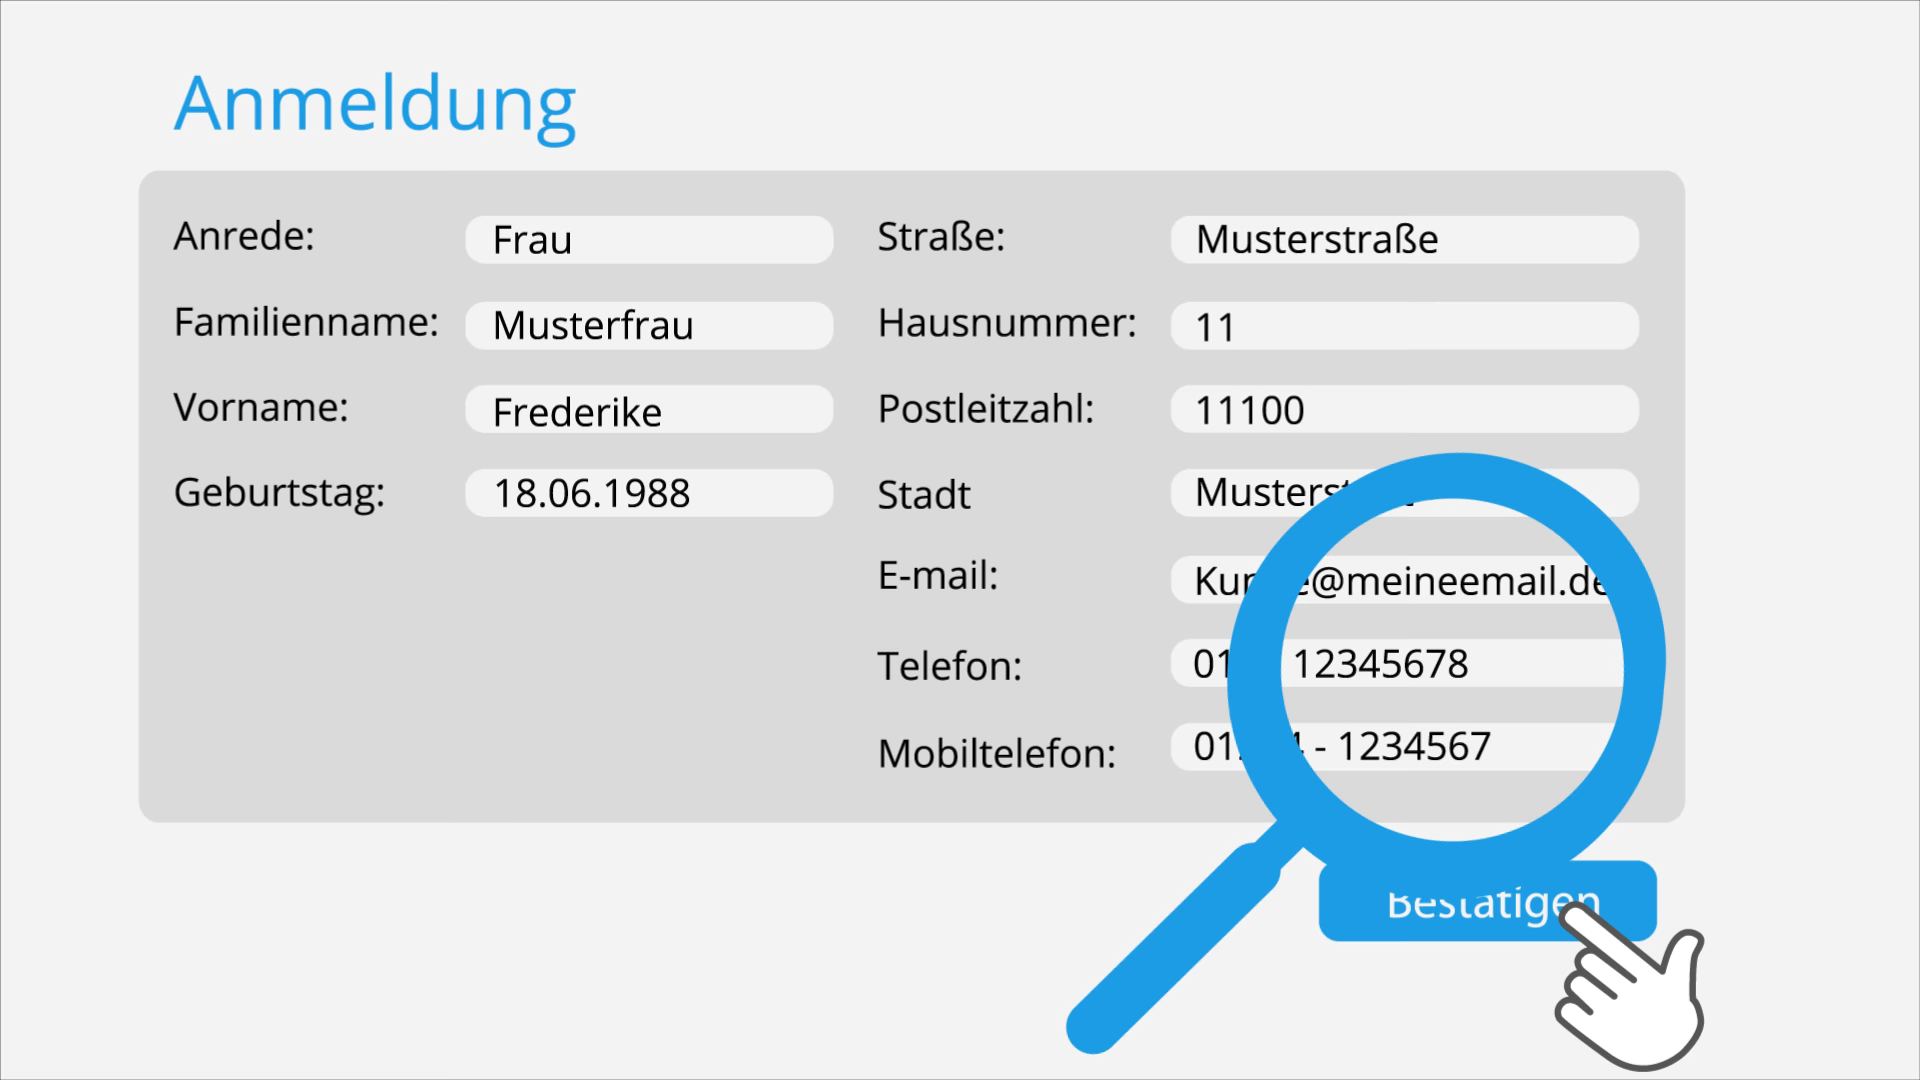 Anmeldung
Anrede: Frau
Familienname: Musterfrau
Vorname: Frederike
Geburtstag: 18.06.1988
Straße: Musterstraße
Hausnummer: 11
Postleitzahl: 11100
Stadt
E-mail:
Telefon: 12345678
Mobiltelefon: - 1234567
Bestätigen